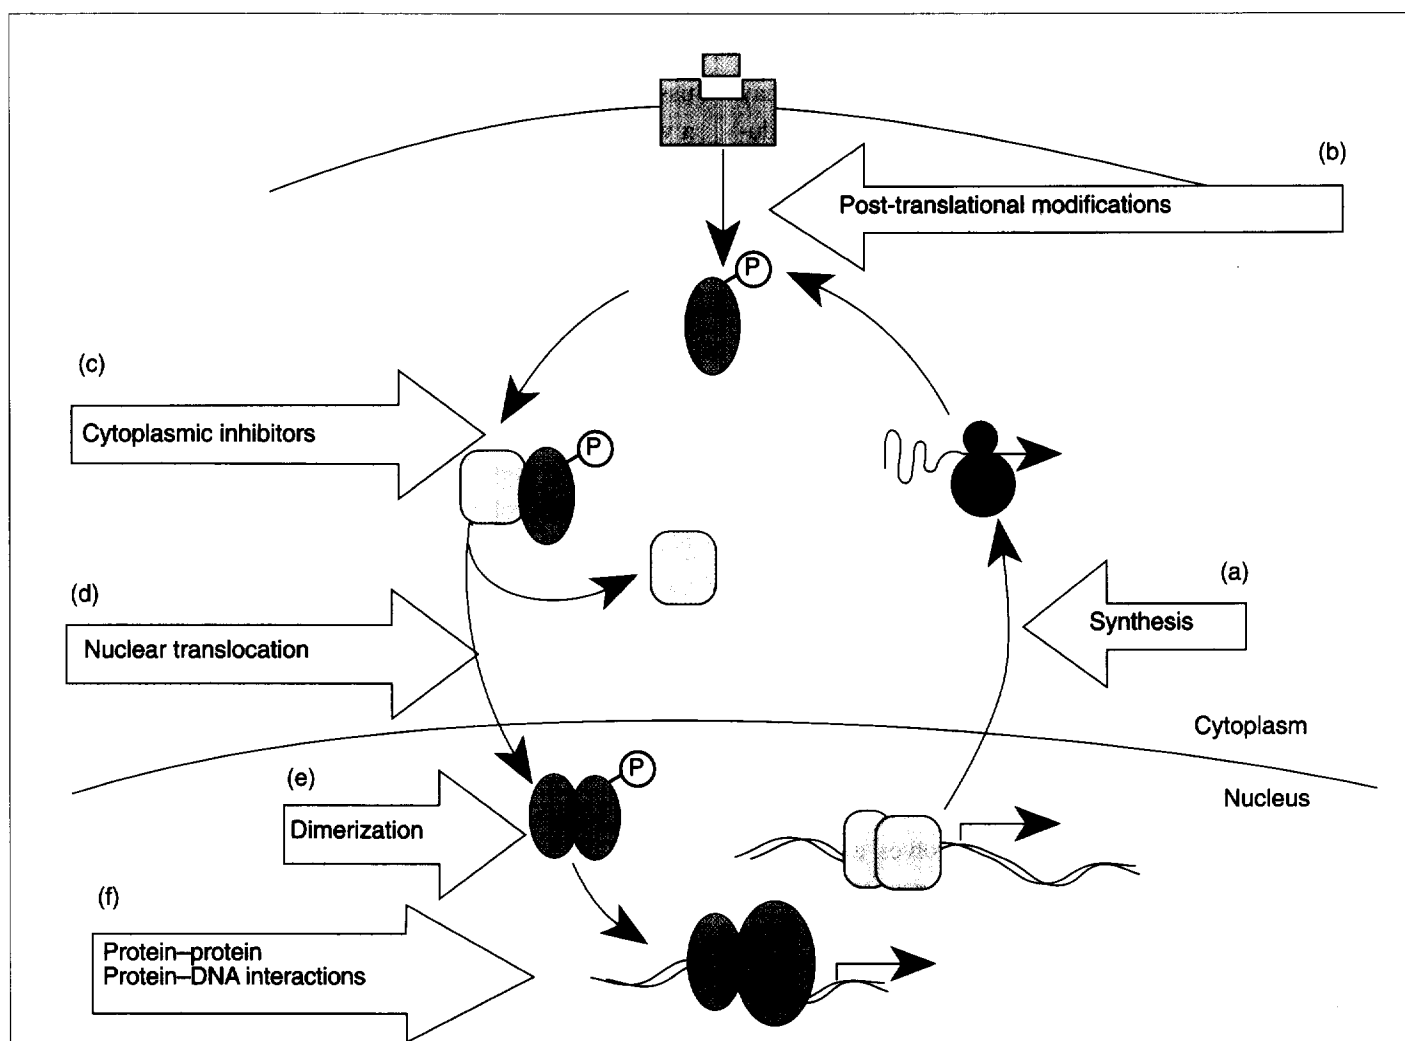 (b)
Post-translational modifications
P
(c)
Cytoplasmic inhibitors
P
(d)
Nuclear translocation
(a)
Synthesis
Cytoplasm
Nucleus
(e)
P
Dimerization
(f)
Protein–protein
Protein–DNA interactions